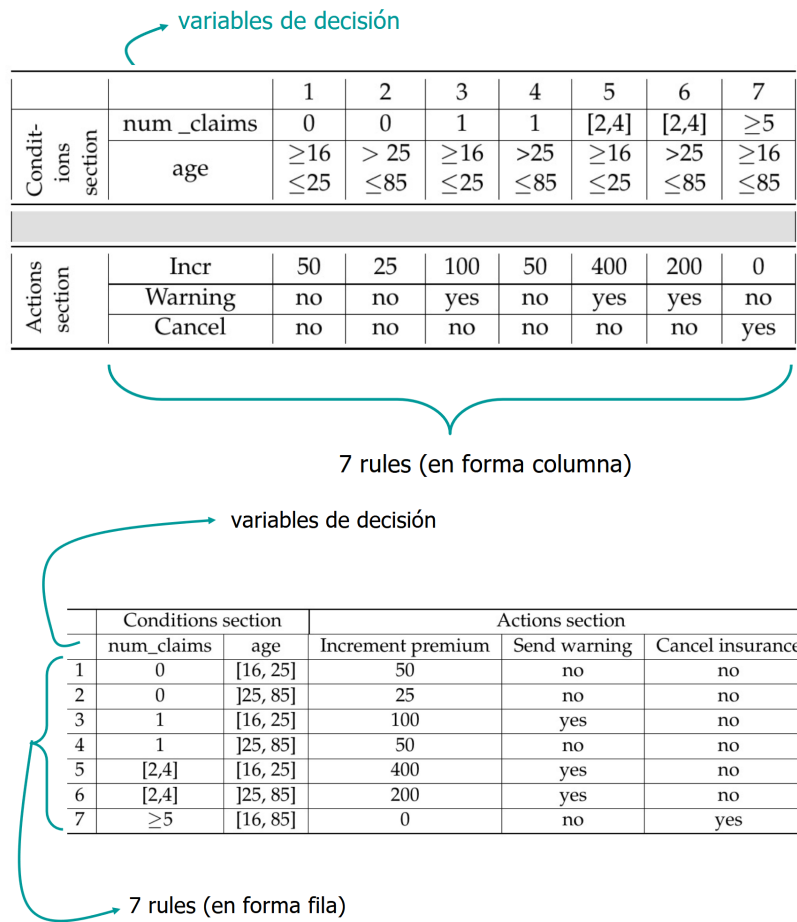 variables de decisión
1 2 3 4 5 6 7
Condit-
ions
section
num _claims 0 0 1 1 [2,4] [2,4] ≥5
age ≥16 > 25 ≥16 >25 ≥16 >25 ≥16
≤25 ≤85 ≤25 ≤85 ≤25 ≤85 ≤85
Actions
section
Incr 50 25 100 50 400 200 0
Warning no no yes no yes yes no
Cancel no no no no no no yes
7 rules (en forma columna)
variables de decisión
Conditions section Actions section
num_claims age Increment premium Send warning Cancel insurance
1 0 [16, 25] 50 no no
2 0 ]25, 85] 25 no no
3 1 [16, 25] 100 yes no
4 1 ]25, 85] 50 no no
5 [2,4] [16, 25] 400 yes no
6 [2,4] ]25, 85] 200 yes no
7 ≥5 [16, 85] 0 no yes
7 rules (en forma fila)